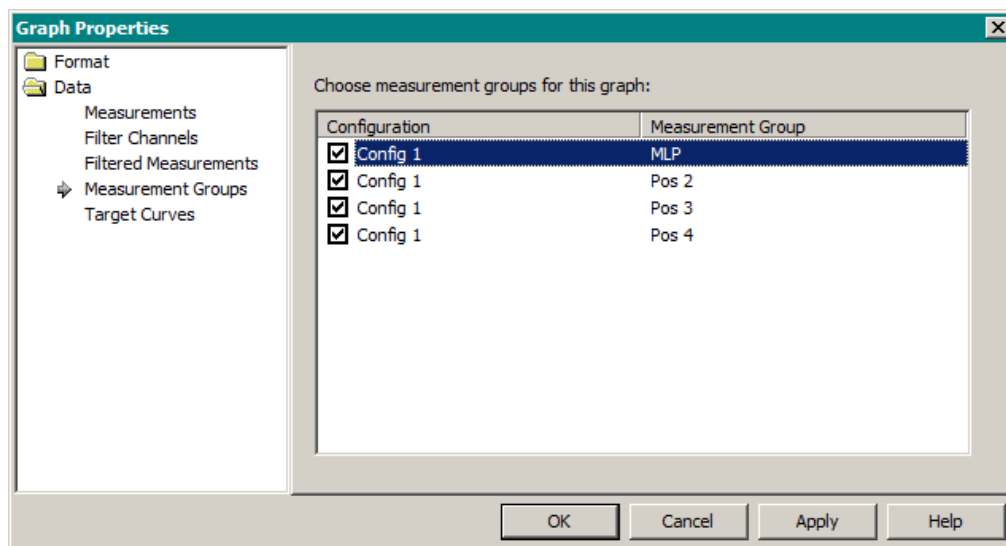 Graph Properties
Format
Data
Measurements
Filter Channels
Filtered Measurements
Measurement Groups
Target Curves
Choose measurement groups for this graph:
Configuration Measurement Group
Config 1 MLP
Config 1 Pos 2
Config 1 Pos 3
Config 1 Pos 4
OK Cancel Apply Help